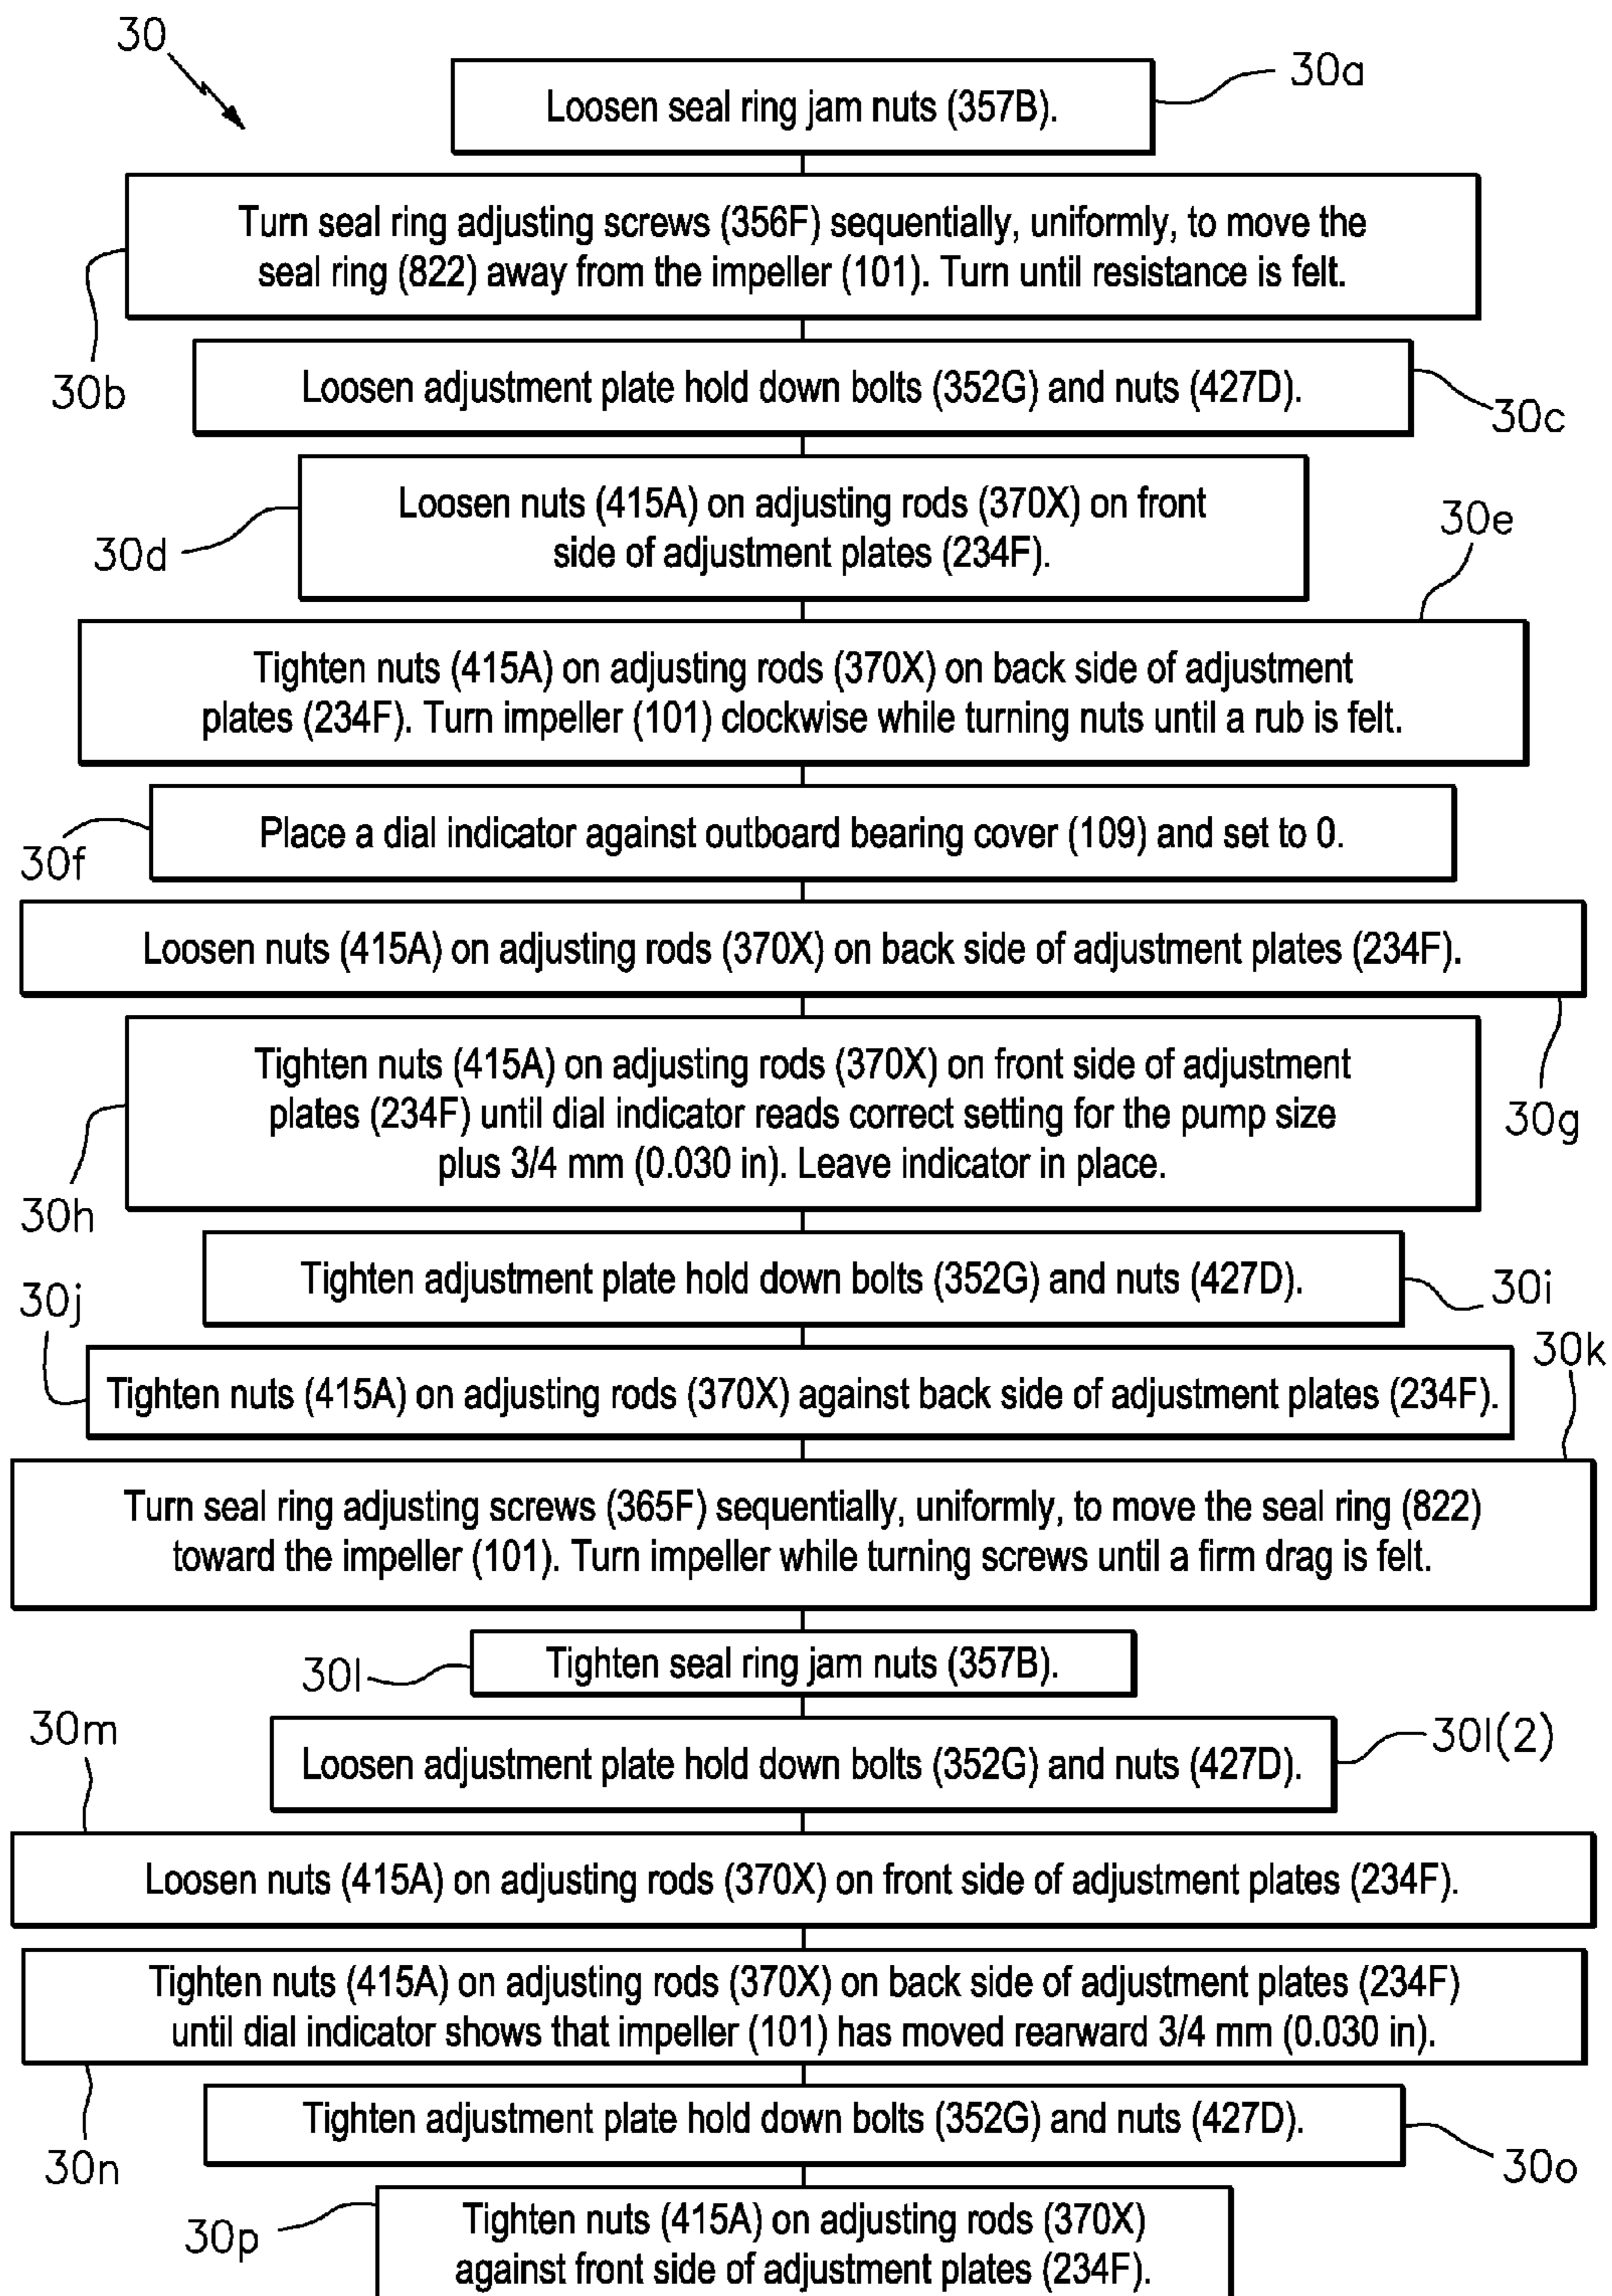 30
30a
Loosen seal ring jam nuts (357B).
Turn seal ring adjusting screws (356F) sequentially, uniformly, to move the
seal ring (822) away from the impeller (101). Turn until resistance is felt.
30b
Loosen adjustment plate hold down bolts (352G) and nuts (427D).
30c
Loosen nuts (415A) on adjusting rods (370X) on front
side of adjustment plates (234F).
30d
30e
Tighten nuts (415A) on adjusting rods (370X) on back side of adjustment
plates (234F). Turn impeller (101) clockwise while turning nuts until a rub is felt.
Place a dial indicator against outboard bearing cover (109) and set to 0.
30f
Loosen nuts (415A) on adjusting rods (370X) on back side of adjustment plates (234F).
30g
Tighten nuts (415A) on adjusting rods (370X) on front side of adjustment
plates (234F) until dial indicator reads correct setting for the pump size
plus 3/4 mm (0.030 in). Leave indicator in place.
30h
Tighten adjustment plate hold down bolts (352G) and nuts (427D).
30i
30j
Tighten nuts (415A) on adjusting rods (370X) against back side of adjustment plates (234F).
30k
Turn seal ring adjusting screws (365F) sequentially, uniformly, to move the seal ring (822)
toward the impeller (101). Turn impeller while turning screws until a firm drag is felt.
30l
Tighten seal ring jam nuts (357B).
Loosen adjustment plate hold down bolts (352G) and nuts (427D).
30l(2)
30m
Loosen nuts (415A) on adjusting rods (370X) on front side of adjustment plates (234F).
Tighten nuts (415A) on adjusting rods (370X) on back side of adjustment plates (234F)
until dial indicator shows that impeller (101) has moved rearward 3/4 mm (0.030 in).
30n
Tighten adjustment plate hold down bolts (352G) and nuts (427D).
30o
30p
Tighten nuts (415A) on adjusting rods (370X)
against front side of adjustment plates (234F).